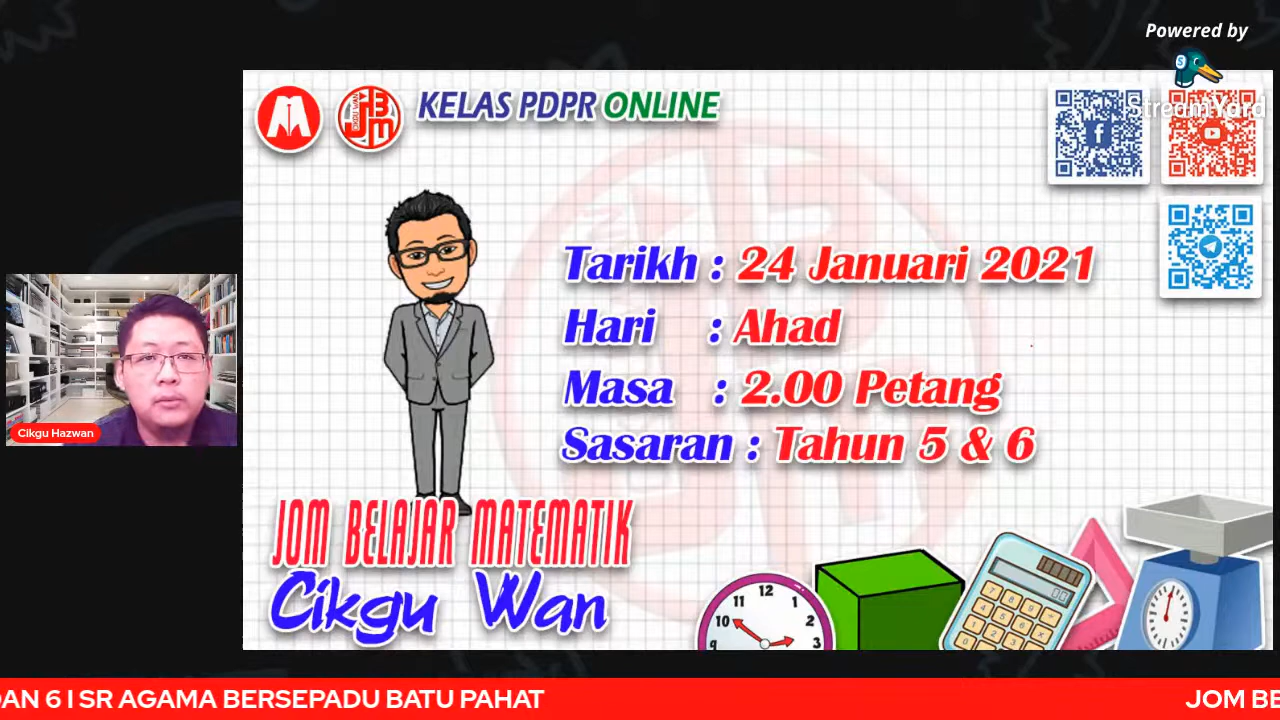 Powered by
StreamYard
KELAS PDPR ONLINE
Tarikh : 24 Januari 2021
Hari : Ahad
Masa : 2.00 Petang
Sasaran : Tahun 5 & 6
Cikgu Hazwan
JOM BELAJAR MATEMATIK
Cikgu Wan
DAN 6 I SR AGAMA BERSEPADU BATU PAHAT
JOM BE